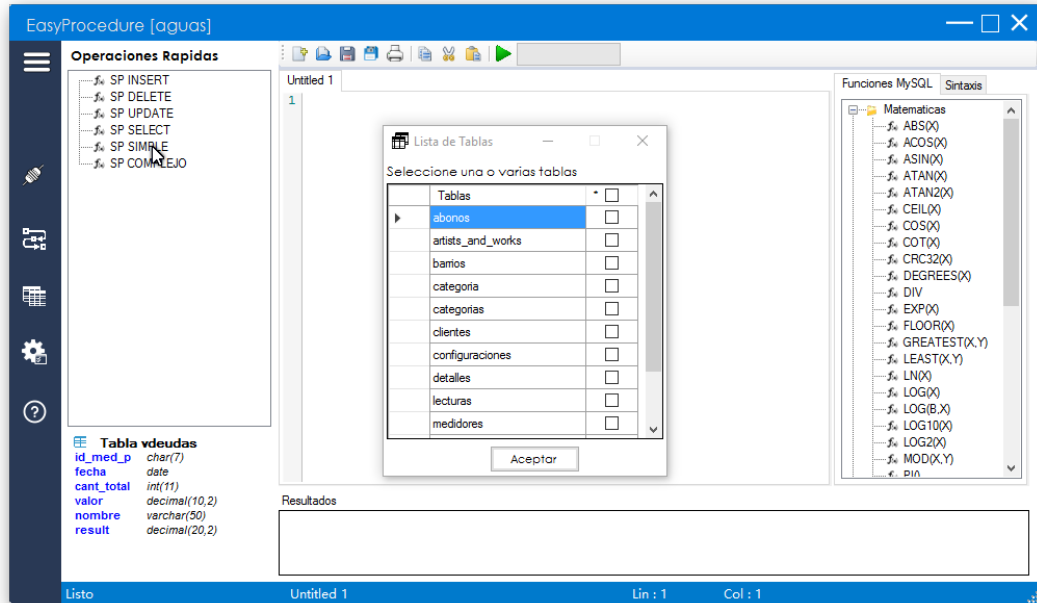 EasyProcedure [aguas]
Operaciones Rapidas
SP INSERT
SP DELETE
SP UPDATE
SP SELECT
SP SIMPLE
SP COMPLEJO
Tabla vdeudas
id_med_p char(7)
fecha date
cant_total int(11)
valor decimal(10,2)
nombre varchar(50)
result decimal(20,2)
Untitled 1
1
Lista de Tablas
Seleccione una o varias tablas
Tablas
abonos
artists_and_works
barrios
categoria
categorias
clientes
configuraciones
detalles
lecturas
medidores
Aceptar
Resultados
Funciones MySQL Sintaxis
Matematicas
ABS(X)
ACOS(X)
ASIN(X)
ATAN(X)
ATAN2(X)
CEIL(X)
COS(X)
COT(X)
CRC32(X)
DEGREES(X)
DIV
EXP(X)
FLOOR(X)
GREATEST(X,Y)
LEAST(X,Y)
LN(X)
LOG(X)
LOG(B,X)
LOG10(X)
LOG2(X)
MOD(X,Y)
PI()
Listo Untitled 1 Lin : 1 Col : 1